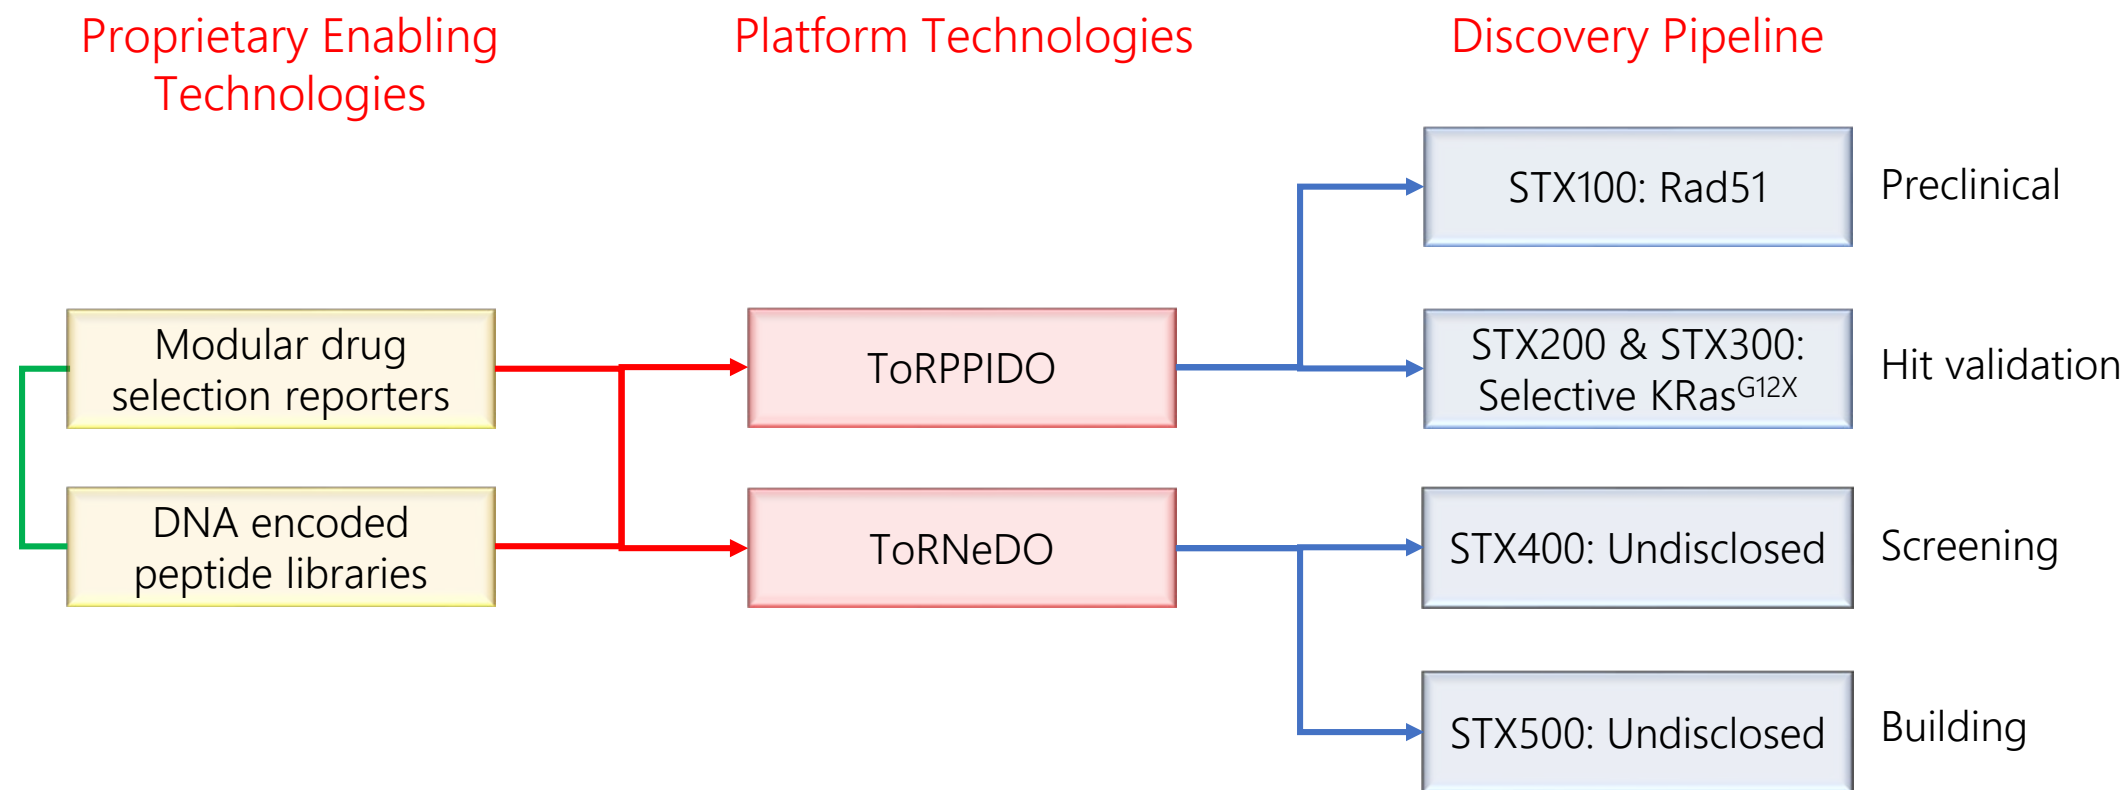 Proprietary Enabling
Technologies
Platform Technologies
Discovery Pipeline
STX100: Rad51
Preclinical
Modular drug
selection reporters
ToRPPIDO
STX200 & STX300:
Selective KRasG12X
Hit validation
DNA encoded
peptide libraries
ToRNeDO
STX400: Undisclosed
Screening
STX500: Undisclosed
Building